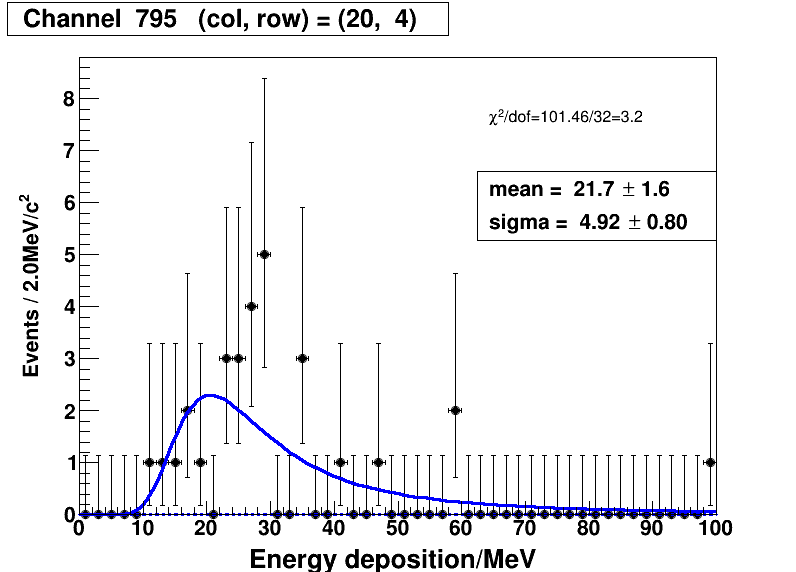 Channel 795 (col, row) = (20, 4)
χ²/dof=101.46/32=3.2
mean = 21.7 ± 1.6
sigma = 4.92 ± 0.80
Events / 2.0MeV/c²
8
7
6
5
4
3
2
1
0
0 10 20 30 40 50 60 70 80 90 100
Energy deposition/MeV